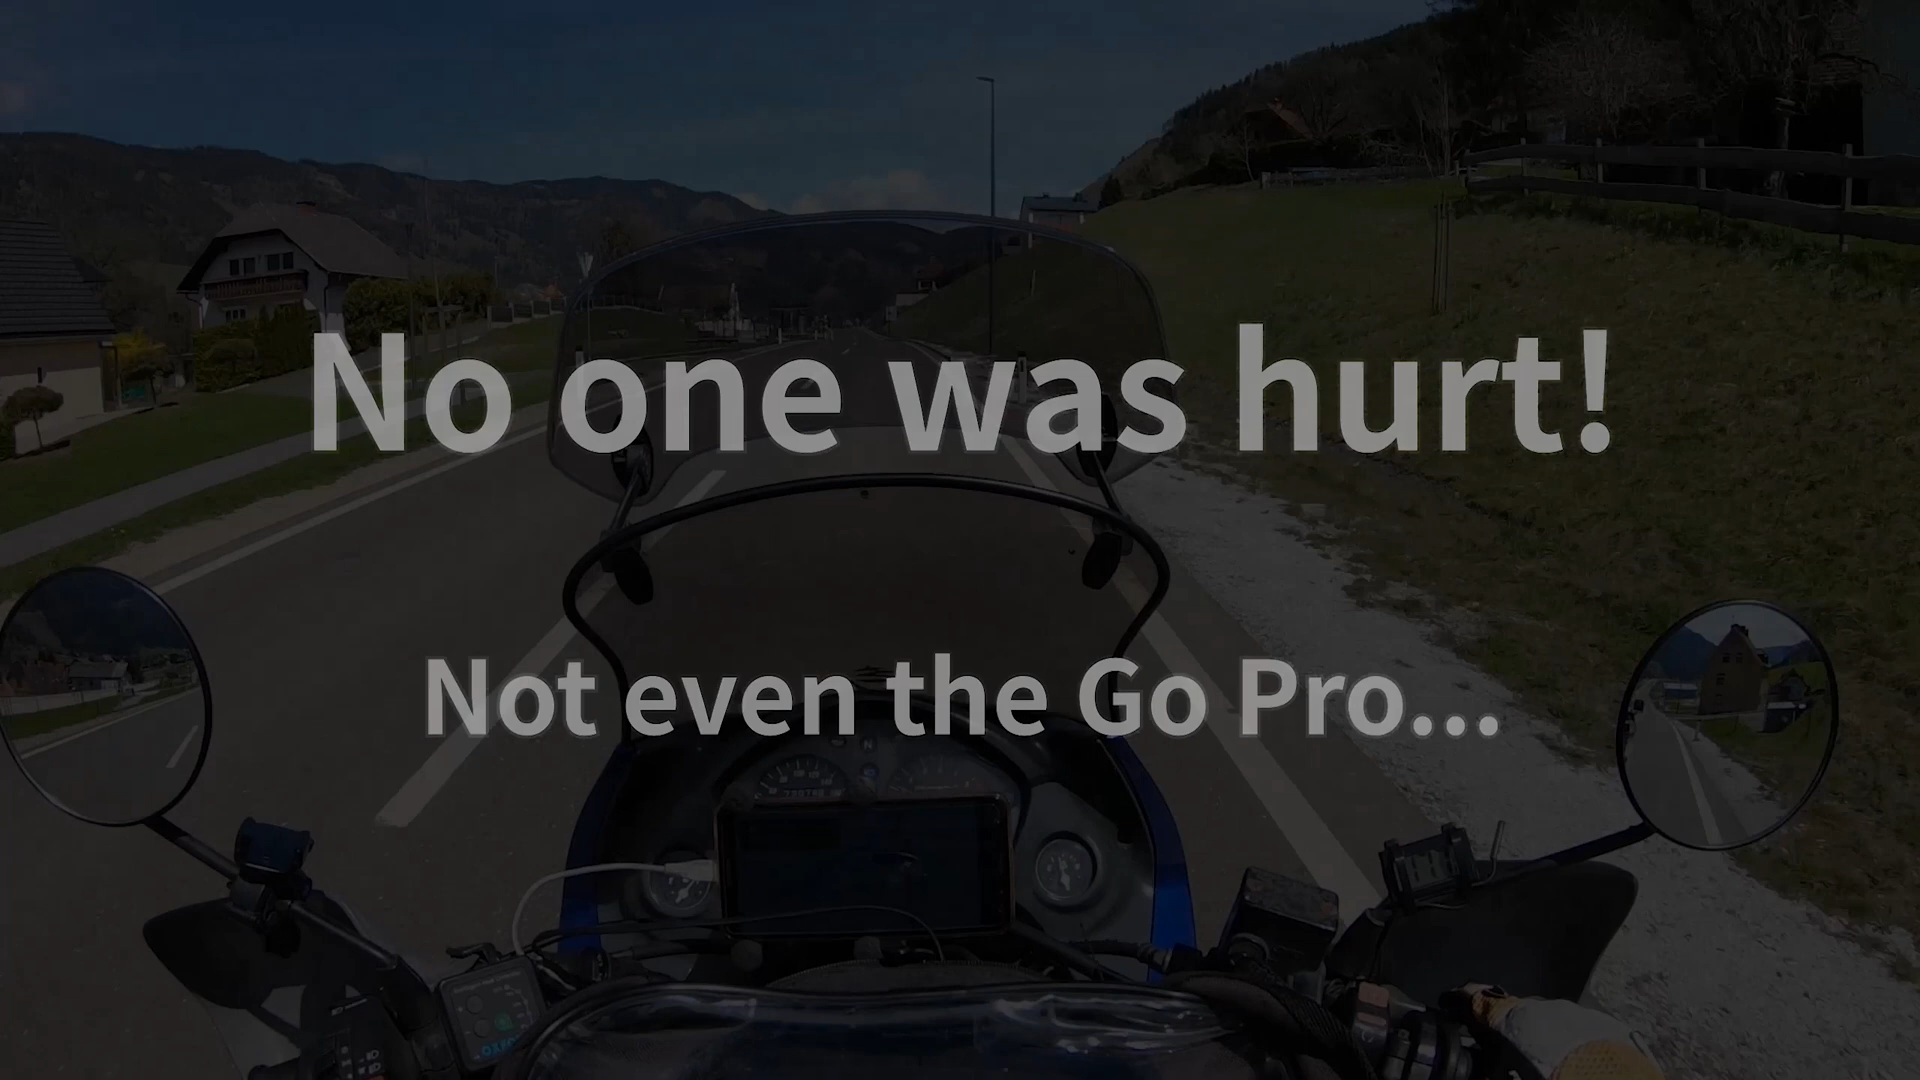 No one was hurt!
Not even the Go Pro...
N